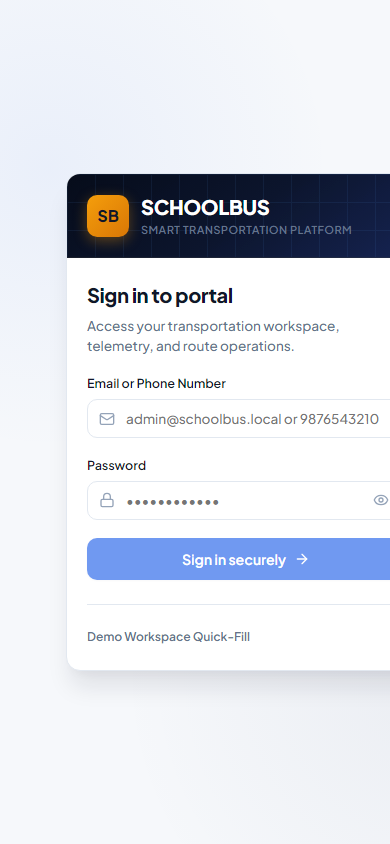 SB
SCHOOLBUS
SMART TRANSPORTATION PLATFORM
Sign in to portal
Access your transportation workspace,
telemetry, and route operations.
Email or Phone Number
admin@schoolbus.local or 9876543210
Password
••••••••••••
Sign in securely →
Demo Workspace Quick-Fill